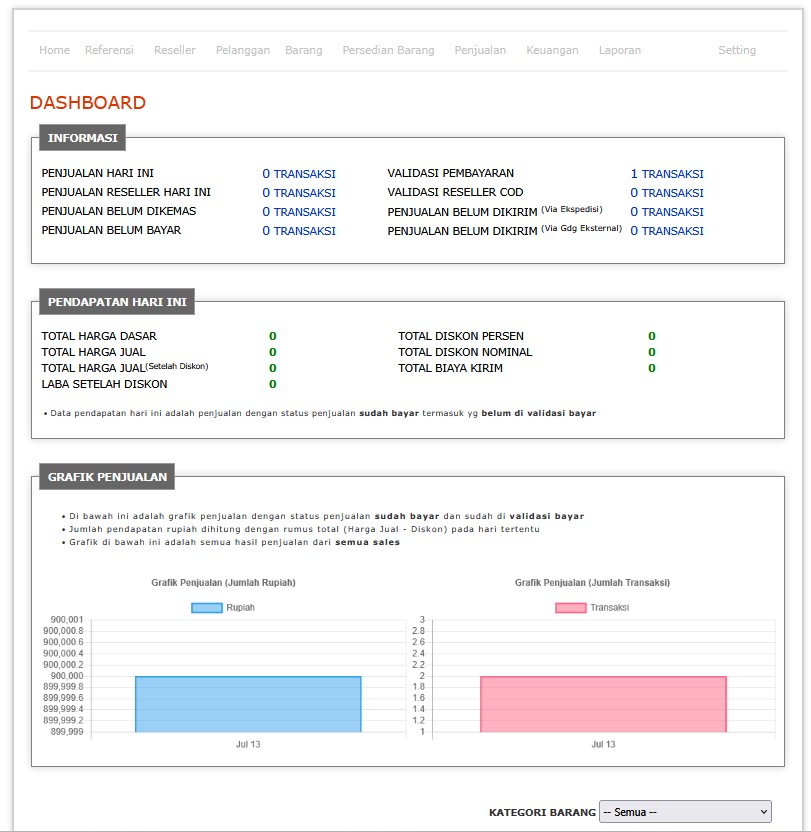 Home Referensi Reseller Pelanggan Barang Persedian Barang Penjualan Keuangan Laporan Setting
DASHBOARD
INFORMASI
PENJUALAN HARI INI 0 TRANSAKSI VALIDASI PEMBAYARAN 1 TRANSAKSI
PENJUALAN RESELLER HARI INI 0 TRANSAKSI VALIDASI RESELLER COD 0 TRANSAKSI
PENJUALAN BELUM DIKEMAS 0 TRANSAKSI PENJUALAN BELUM DIKIRIM (Via Ekspedisi) 0 TRANSAKSI
PENJUALAN BELUM BAYAR 0 TRANSAKSI PENJUALAN BELUM DIKIRIM (Via Gdg Eksternal) 0 TRANSAKSI
PENDAPATAN HARI INI
TOTAL HARGA DASAR 0 TOTAL DISKON PERSEN 0
TOTAL HARGA JUAL 0 TOTAL DISKON NOMINAL 0
TOTAL HARGA JUAL(Setelah Diskon) 0 TOTAL BIAYA KIRIM 0
LABA SETELAH DISKON 0
• Data pendapatan hari ini adalah penjualan dengan status penjualan sudah bayar termasuk yg belum di validasi bayar
GRAFIK PENJUALAN
• Di bawah ini adalah grafik penjualan dengan status penjualan sudah bayar dan sudah di validasi bayar
• Jumlah pendapatan rupiah dihitung dengan rumus total (Harga Jual - Diskon) pada hari tertentu
• Grafik di bawah ini adalah semua hasil penjualan dari semua sales
Grafik Penjualan (Jumlah Rupiah)
Rupiah
900,001
900,000.8
900,000.6
900,000.4
900,000.2
900,000
899,999.8
899,999.6
899,999.4
899,999.2
899,999
Jul 13
Grafik Penjualan (Jumlah Transaksi)
Transaksi
3
2.8
2.6
2.4
2.2
2
1.8
1.6
1.4
1.2
1
Jul 13
KATEGORI BARANG -- Semua --